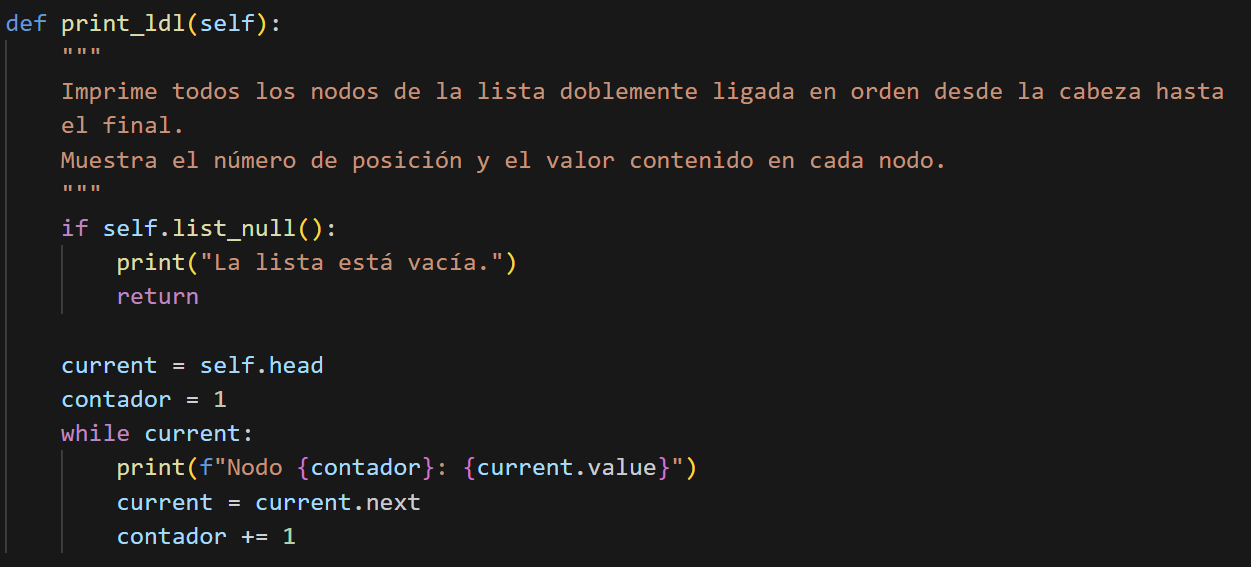 def print_ldl(self):
    """
    Imprime todos los nodos de la lista doblemente ligada en orden desde la cabeza hasta
    el final.
    Muestra el número de posición y el valor contenido en cada nodo.
    """
    if self.list_null():
        print("La lista está vacía.")
        return

    current = self.head
    contador = 1
    while current:
        print(f"Nodo {contador}: {current.value}")
        current = current.next
        contador += 1